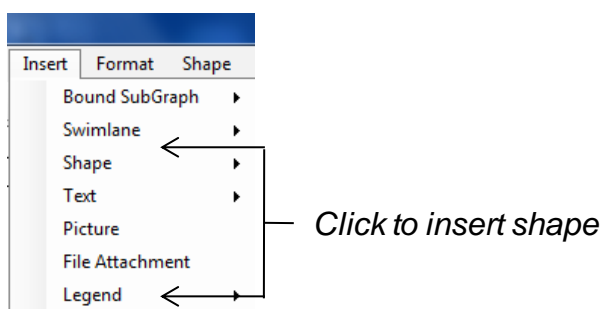 Insert Format Shape
Bound SubGraph
Swimlane
Shape
Text
Picture
File Attachment
Legend
Click to insert shape